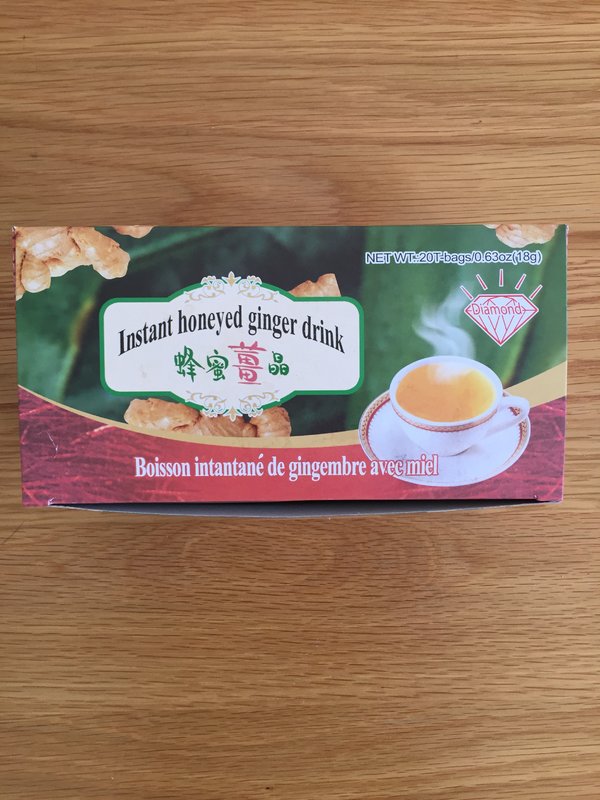 NET WT.:20T-bags/0.63oz(18g)
Diamond
Instant honeyed ginger drink
蜂蜜薑晶
Boisson intantané de gingembre avec miel